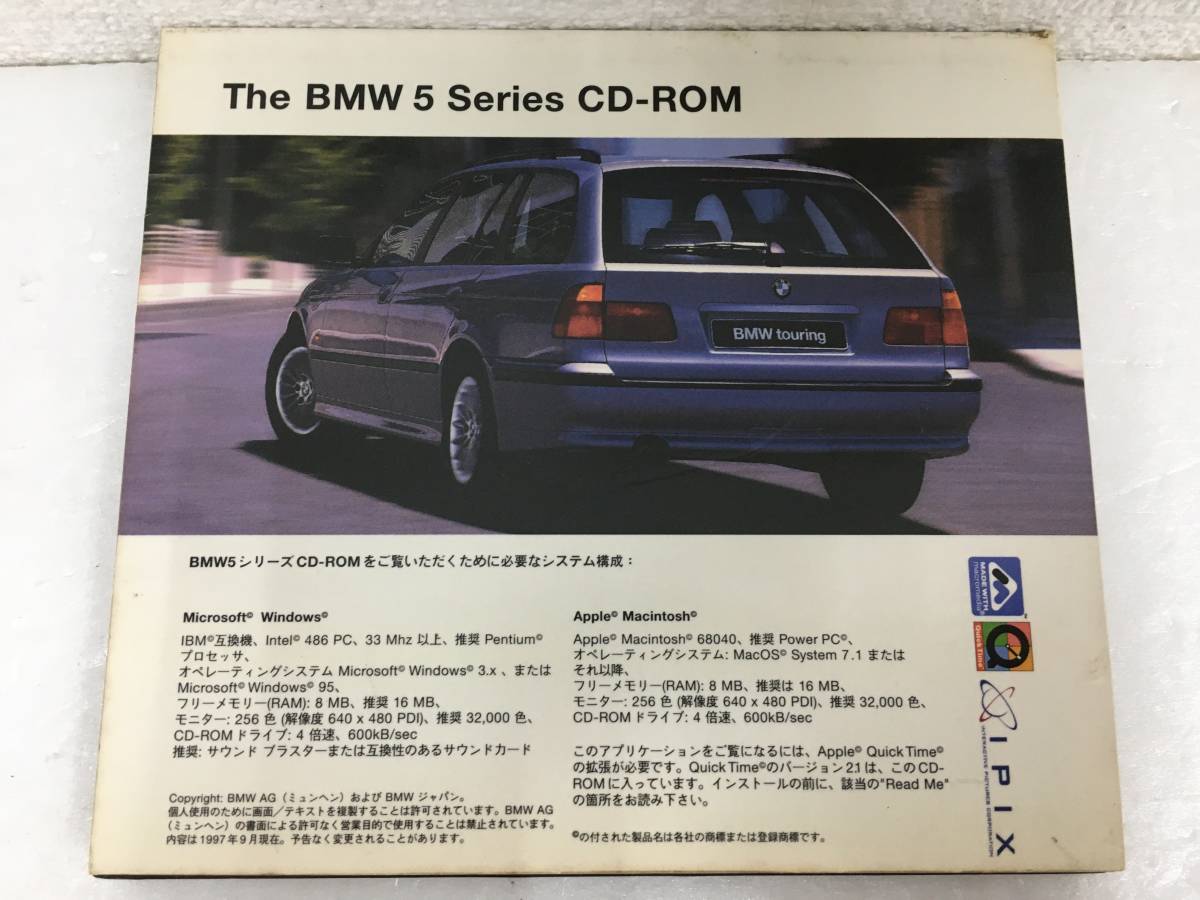 The BMW 5 Series CD-ROM
BMW touring
BMW5シリーズCD-ROMをご覧いただくために必要なシステム構成：
Microsoft© Windows©
IBM©互換機、Intel© 486 PC、33 Mhz 以上、推奨 Pentium©
プロセッサ、
オペレーティングシステム Microsoft© Windows© 3.x 、または
Microsoft© Windows© 95、
フリーメモリー(RAM): 8 MB、推奨 16 MB、
モニター: 256 色 (解像度 640 x 480 PDI)、推奨 32,000 色、
CD-ROM ドライブ: 4 倍速、600kB/sec
推奨: サウンド ブラスターまたは互換性のあるサウンドカード
Copyright: BMW AG（ミュンヘン）および BMW ジャパン。
個人使用のために画面／テキストを複製することは許可されています。BMW AG
（ミュンヘン）の書面による許可なく営業目的で使用することは禁止されています。
内容は1997年9月現在。予告なく変更されることがあります。
Apple© Macintosh©
Apple© Macintosh© 68040、推奨 Power PC©、
オペレーティングシステム: MacOS© System 7.1 または
それ以降、
フリーメモリー(RAM): 8 MB、推奨は 16 MB、
モニター: 256 色 (解像度 640 x 480 PDI)、推奨 32,000 色、
CD-ROM ドライブ: 4 倍速、600kB/sec
このアプリケーションをご覧になるには、Apple© QuickTime©
の拡張が必要です。QuickTime©のバージョン2.1は、このCD-
ROMに入っています。インストールの前に、該当の"Read Me"
の箇所をお読み下さい。
©の付された製品名は各社の商標または登録商標です。
MADE WITH
macromedia
QuickTime
IPIX
INTERACTIVE PICTURES CORPORATION